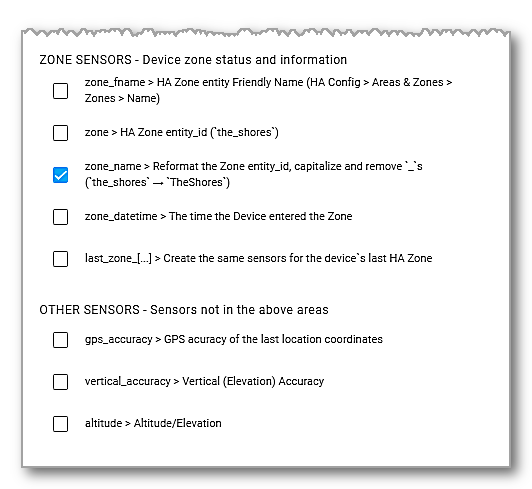 ZONE SENSORS - Device zone status and information
zone_fname > HA Zone entity Friendly Name (HA Config > Areas & Zones >
Zones > Name)
zone > HA Zone entity_id (`the_shores`)
zone_name > Reformat the Zone entity_id, capitalize and remove `_`s
(`the_shores` → `TheShores`)
zone_datetime > The time the Device entered the Zone
last_zone_[...] > Create the same sensors for the device`s last HA Zone
OTHER SENSORS - Sensors not in the above areas
gps_accuracy > GPS acuracy of the last location coordinates
vertical_accuracy > Vertical (Elevation) Accuracy
altitude > Altitude/Elevation